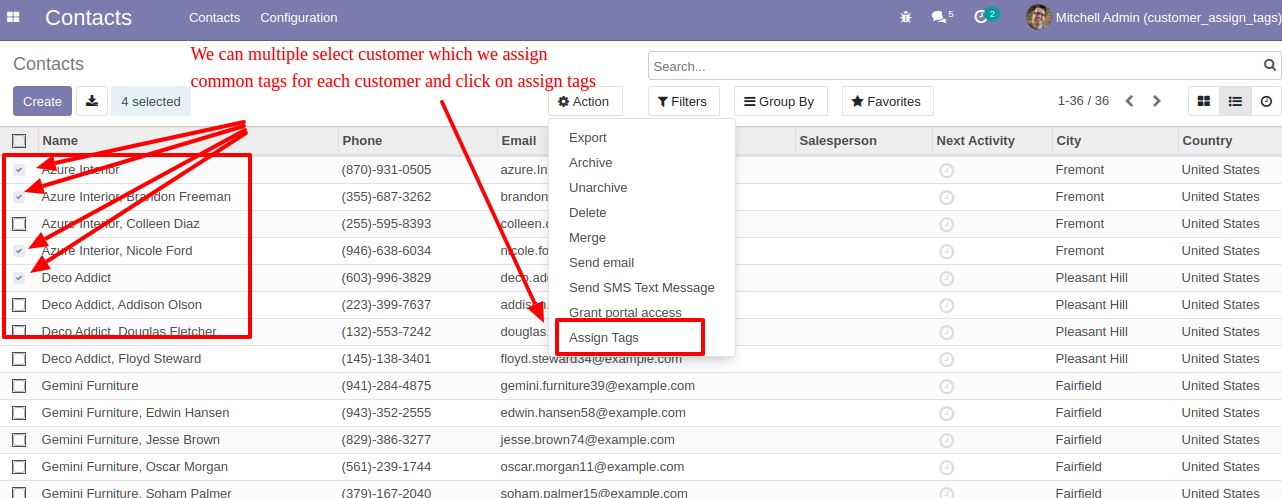 Contacts Contacts Configuration 5 2 Mitchell Admin (customer_assign_tags)
We can multiple select customer which we assign
common tags for each customer and click on assign tags
Contacts Search...
Create 4 selected Action Filters Group By Favorites 1-36 / 36
Name Phone Email Salesperson Next Activity City Country
Azure Interior (870)-931-0505 azure.In Fremont United States
Azure Interior, Brandon Freeman (355)-687-3262 brandon Fremont United States
Azure Interior, Colleen Diaz (255)-595-8393 colleen. Fremont United States
Azure Interior, Nicole Ford (946)-638-6034 nicole.fo Fremont United States
Deco Addict (603)-996-3829 deco.ad Pleasant Hill United States
Deco Addict, Addison Olson (223)-399-7637 addison. Pleasant Hill United States
Deco Addict, Douglas Fletcher (132)-553-7242 douglas. Pleasant Hill United States
Deco Addict, Floyd Steward (145)-138-3401 floyd.steward34@example.com Pleasant Hill United States
Gemini Furniture (941)-284-4875 gemini.furniture39@example.com Fairfield United States
Gemini Furniture, Edwin Hansen (943)-352-2555 edwin.hansen58@example.com Fairfield United States
Gemini Furniture, Jesse Brown (829)-386-3277 jesse.brown74@example.com Fairfield United States
Gemini Furniture, Oscar Morgan (561)-239-1744 oscar.morgan11@example.com Fairfield United States
Gemini Furniture, Soham Palmer (379)-167-2040 soham.palmer15@example.com Fairfield United States
Export
Archive
Unarchive
Delete
Merge
Send email
Send SMS Text Message
Grant portal access
Assign Tags